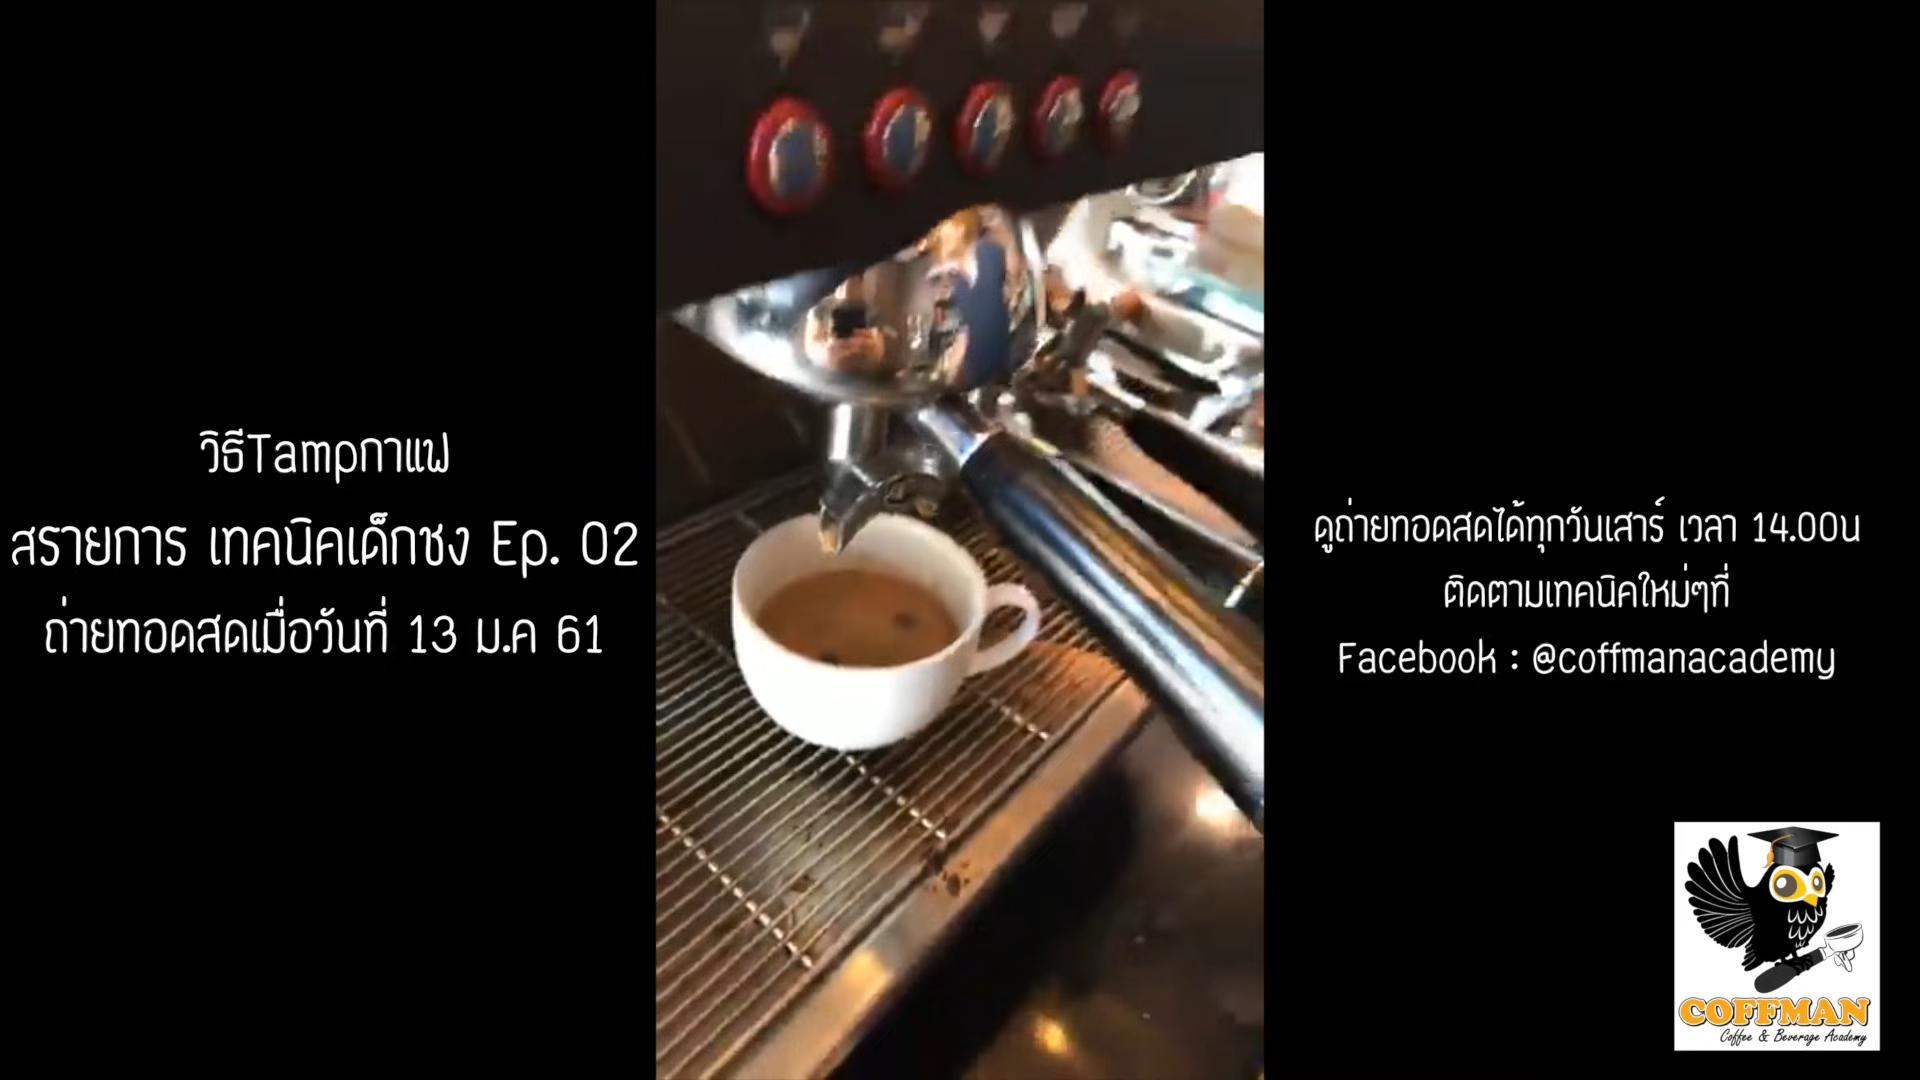 วิธีTampกาแฟ
สรายการ เทคนิคเด็กชง Ep. 02
ถ่ายทอดสดเมื่อวันที่ 13 ม.ค 61
ดูถ่ายทอดสดได้ทุกวันเสาร์ เวลา 14.00น
ติดตามเทคนิคใหม่ๆที่
Facebook : @coffmanacademy
COFFMAN
Coffee & Beverage Academy